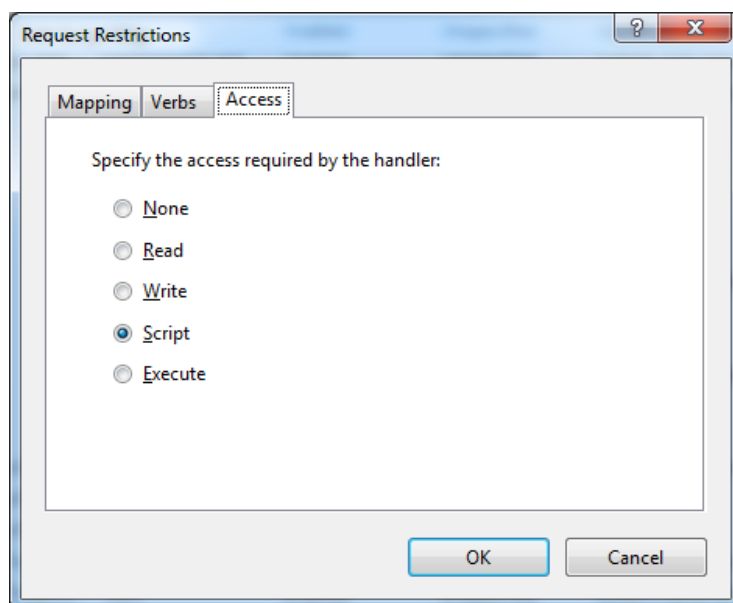 Request Restrictions
Mapping Verbs Access
Specify the access required by the handler:
None
Read
Write
Script
Execute
OK Cancel